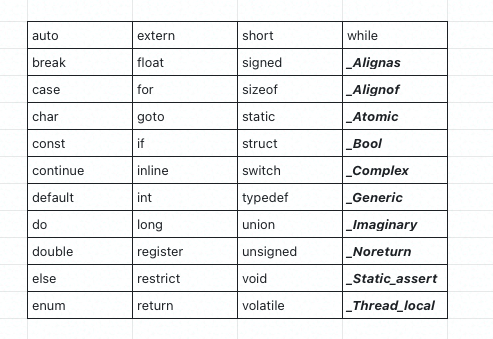 auto extern short while
break float signed _Alignas
case for sizeof _Alignof
char goto static _Atomic
const if struct _Bool
continue inline switch _Complex
default int typedef _Generic
do long union _Imaginary
double register unsigned _Noreturn
else restrict void _Static_assert
enum return volatile _Thread_local